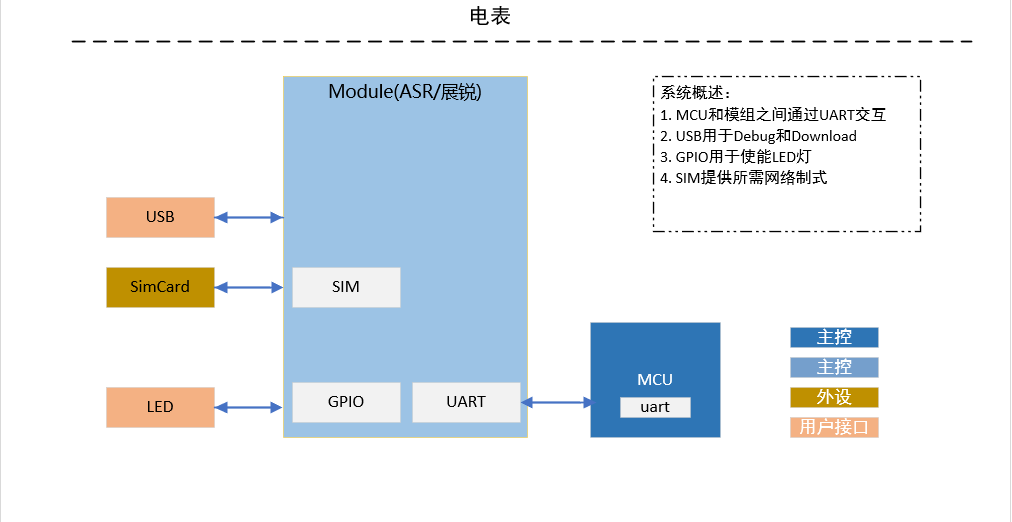 电表
Module(ASR/展锐)
系统概述：
1. MCU和模组之间通过UART交互
2. USB用于Debug和Download
3. GPIO用于使能LED灯
4. SIM提供所需网络制式
USB
SimCard
SIM
LED
GPIO
UART
MCU
uart
主控
主控
外设
用户接口